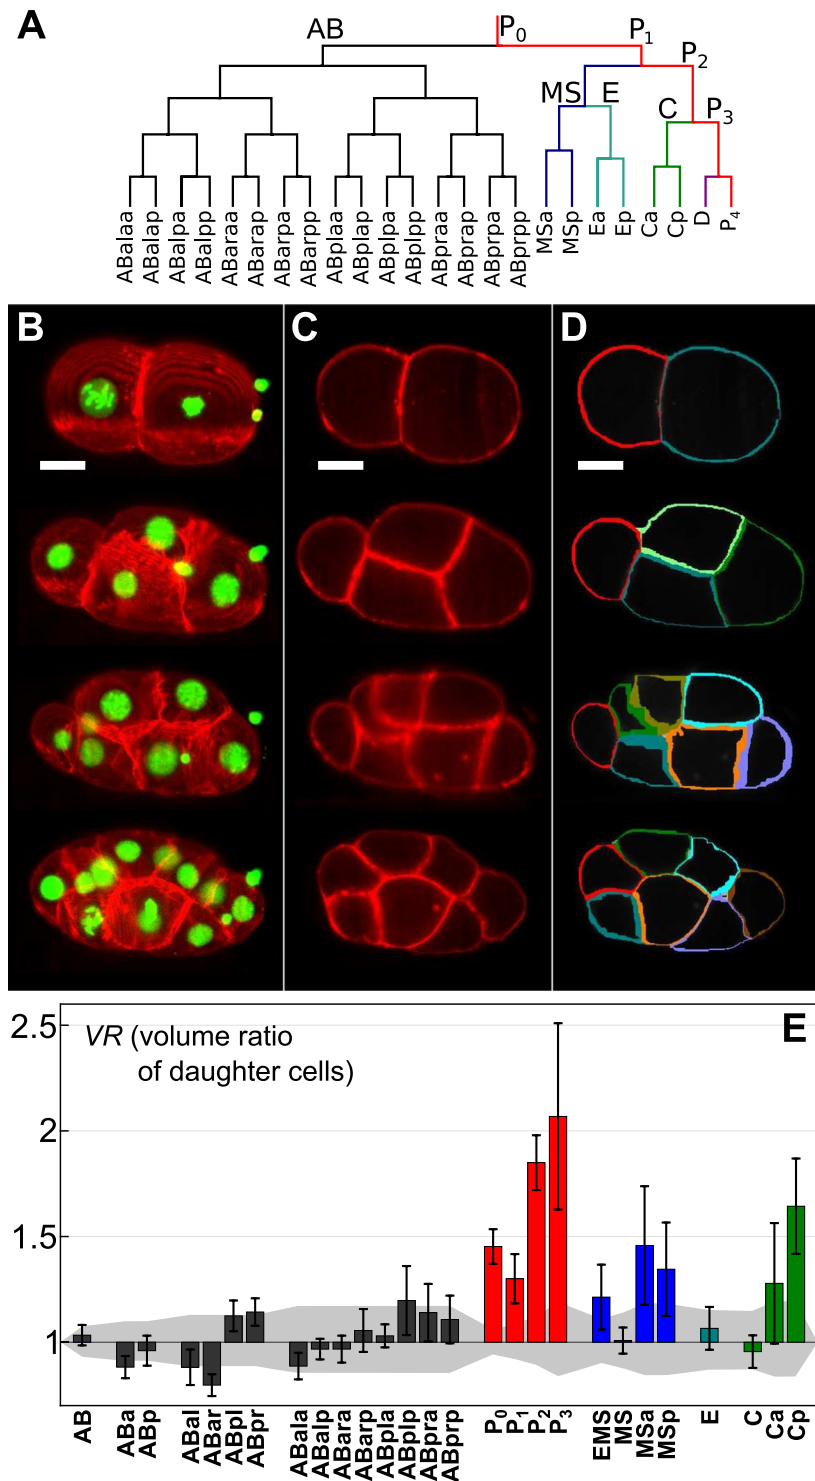 A
AB
P0
P1
P2
MS
E
C
P3
ABalaa
ABalap
ABalpa
ABalpp
ABaraa
ABarap
ABarpa
ABarpp
ABplaa
ABplap
ABplpa
ABplpp
ABpraa
ABprap
ABprpa
ABprpp
MSa
MSp
Ea
Ep
Ca
Cp
D
P4
B
C
D
2.5
VR (volume ratio
of daughter cells)
E
2
1.5
1
AB
ABa
ABp
ABal
ABar
ABpl
ABpr
ABala
ABalp
ABara
ABarp
ABpla
ABplp
ABpra
ABprp
P0
P1
P2
P3
EMS
MS
MSa
MSp
E
C
Ca
Cp